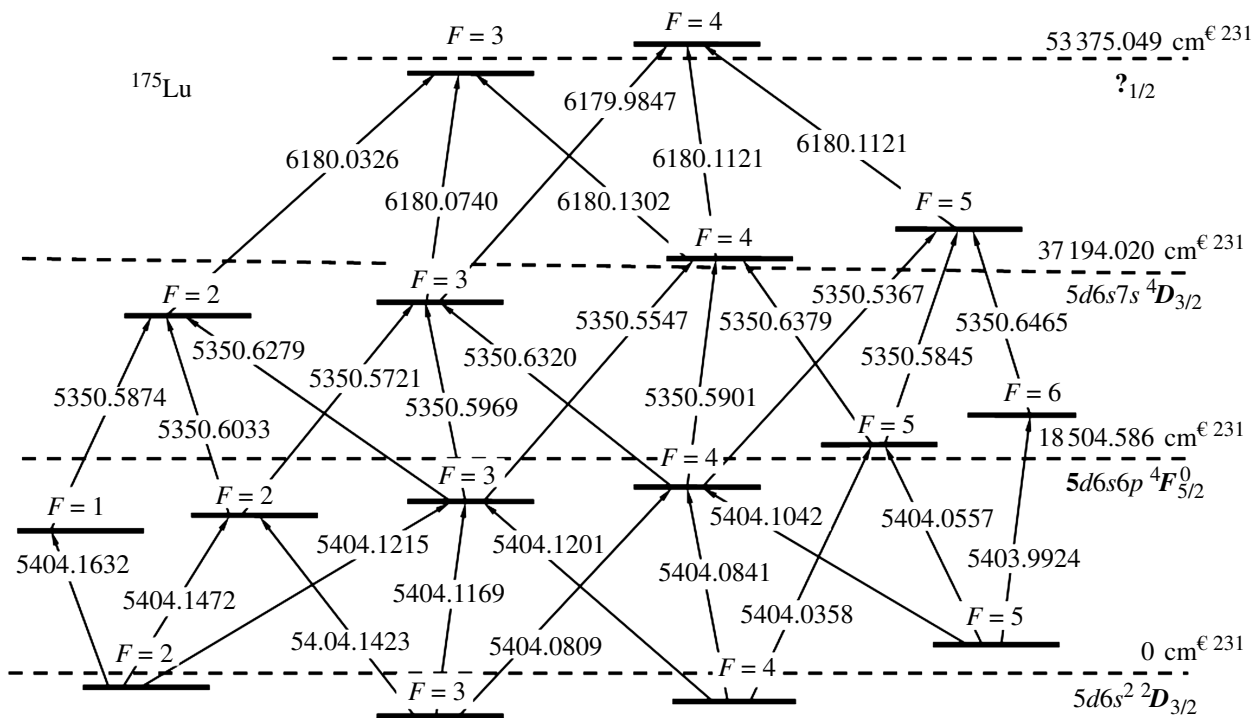 F = 3
F = 4
53 375.049 cm€ 231
175Lu
?1/2
6179.9847
6180.0326
6180.1121
6180.1121
6180.0740
6180.1302
F = 5
F = 4
37 194.020 cm€ 231
F = 2
F = 3
5d6s7s 4D3/2
5350.5367
5350.6279
5350.5547
5350.6379
5350.6465
5350.6320
5350.5721
5350.5845
5350.5874
5350.5969
5350.5901
F = 6
5350.6033
F = 5
18 504.586 cm€ 231
F = 4
F = 3
5d6s6p 4F05/2
F = 1
F = 2
5404.1042
5404.1215
5404.1201
5404.0557
5404.1632
5404.0841
5403.9924
5404.1472
5404.1169
5404.0358
54.04.1423
5404.0809
F = 5
0 cm€ 231
F = 2
F = 4
F = 3
5d6s2 2D3/2